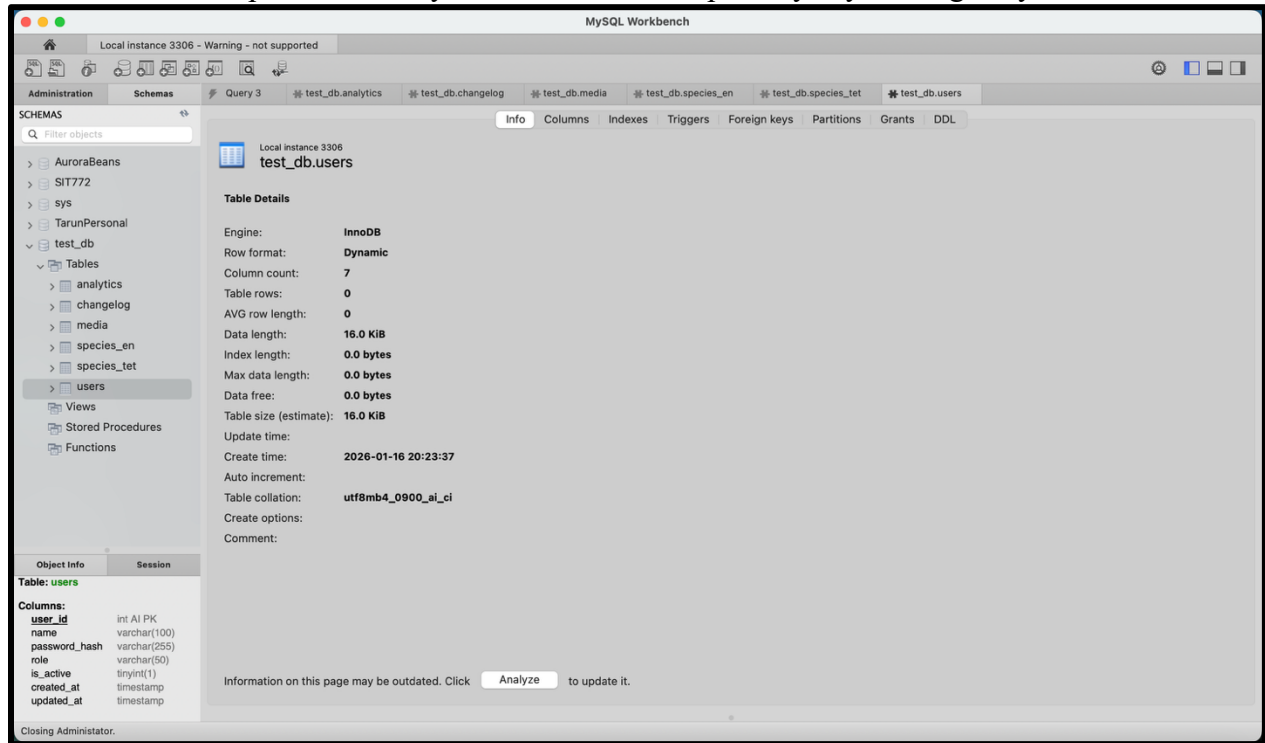 MySQL Workbench
Local instance 3306 - Warning - not supported
Administration Schemas
Query 3 test_db.analytics test_db.changelog test_db.media test_db.species_en test_db.species_tet test_db.users
SCHEMAS
Filter objects
AuroraBeans
SIT772
sys
TarunPersonal
test_db
Tables
analytics
changelog
media
species_en
species_tet
users
Views
Stored Procedures
Functions
Object Info Session
Table: users
Columns:
user_id int AI PK
name varchar(100)
password_hash varchar(255)
role varchar(50)
is_active tinyint(1)
created_at timestamp
updated_at timestamp
Info Columns Indexes Triggers Foreign keys Partitions Grants DDL
Local instance 3306
test_db.users
Table Details
Engine: InnoDB
Row format: Dynamic
Column count: 7
Table rows: 0
AVG row length: 0
Data length: 16.0 KiB
Index length: 0.0 bytes
Max data length: 0.0 bytes
Data free: 0.0 bytes
Table size (estimate): 16.0 KiB
Update time:
Create time: 2026-01-16 20:23:37
Auto increment:
Table collation: utf8mb4_0900_ai_ci
Create options:
Comment:
Information on this page may be outdated. Click Analyze to update it.
Closing Administator.